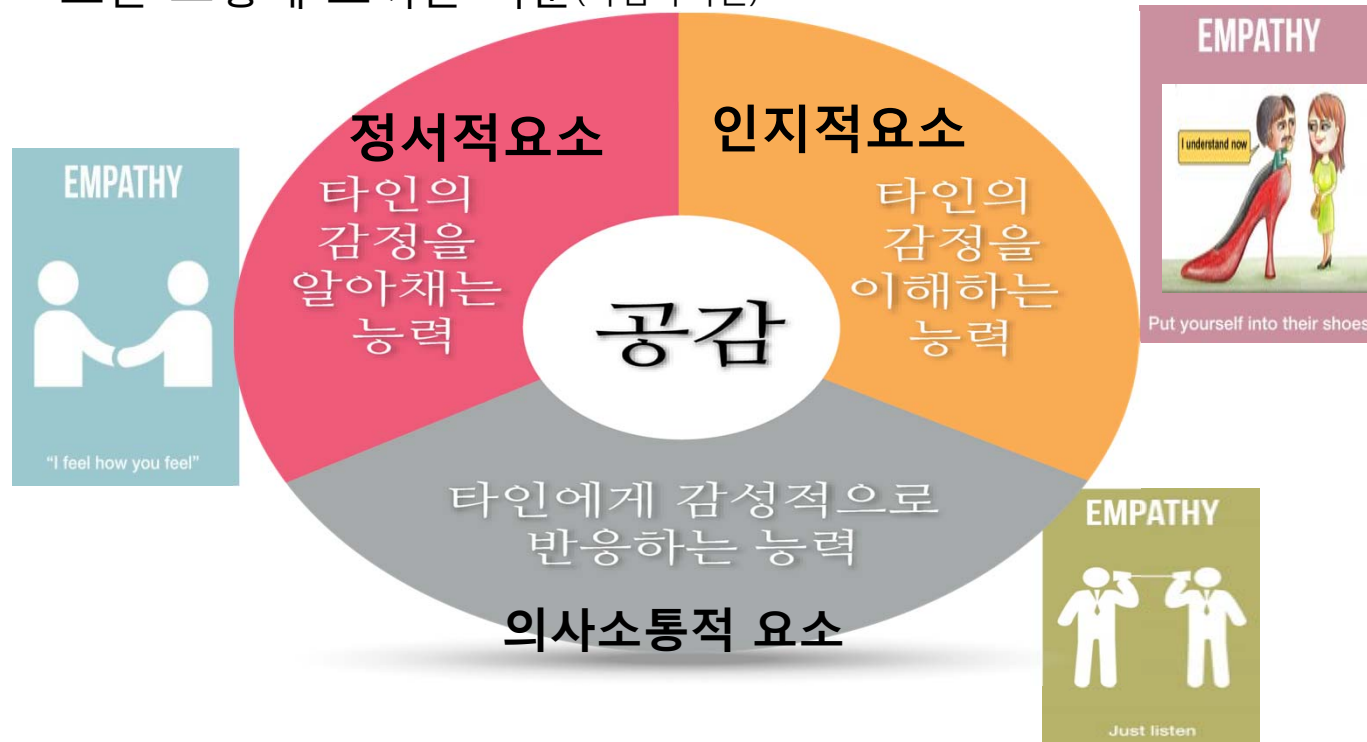 EMPATHY
"I feel how you feel"
정서적요소
타인의
감정을
알아채는
능력
인지적요소
타인의
감정을
이해하는
능력
공감
타인에게 감성적으로
반응하는 능력
의사소통적 요소
EMPATHY
I understand now
Put yourself into their shoes
EMPATHY
Just listen